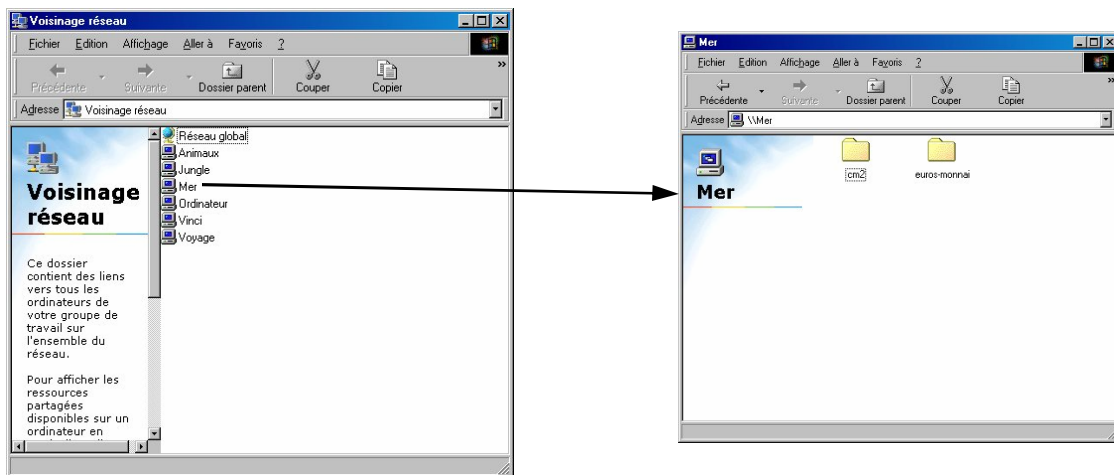 Voisinage réseau
Fichier Edition Affichage Aller à Favoris ?
Précédente Suivante Dossier parent Couper Copier »
Adresse Voisinage réseau
Voisinage
réseau
Ce dossier
contient des liens
vers tous les
ordinateurs de
votre groupe de
travail sur
l'ensemble du
réseau.
Pour afficher les
ressources
partagées
disponibles sur un
ordinateur en
Réseau global
Animaux
Jungle
Mer
Ordinateur
Vinci
Voyage
Mer
Fichier Edition Affichage Aller à Favoris ?
Précédente Suivante Dossier parent Couper Copier »
Adresse \\Mer
Mer
cm2 euros-monnai